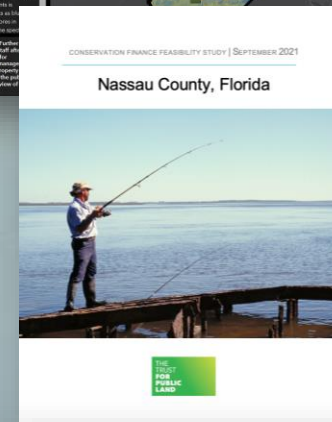 CONSERVATION FINANCE FEASIBILITY STUDY | SEPTEMBER 2021
Nassau County, Florida
THE
TRUST
FOR
PUBLIC
LAND